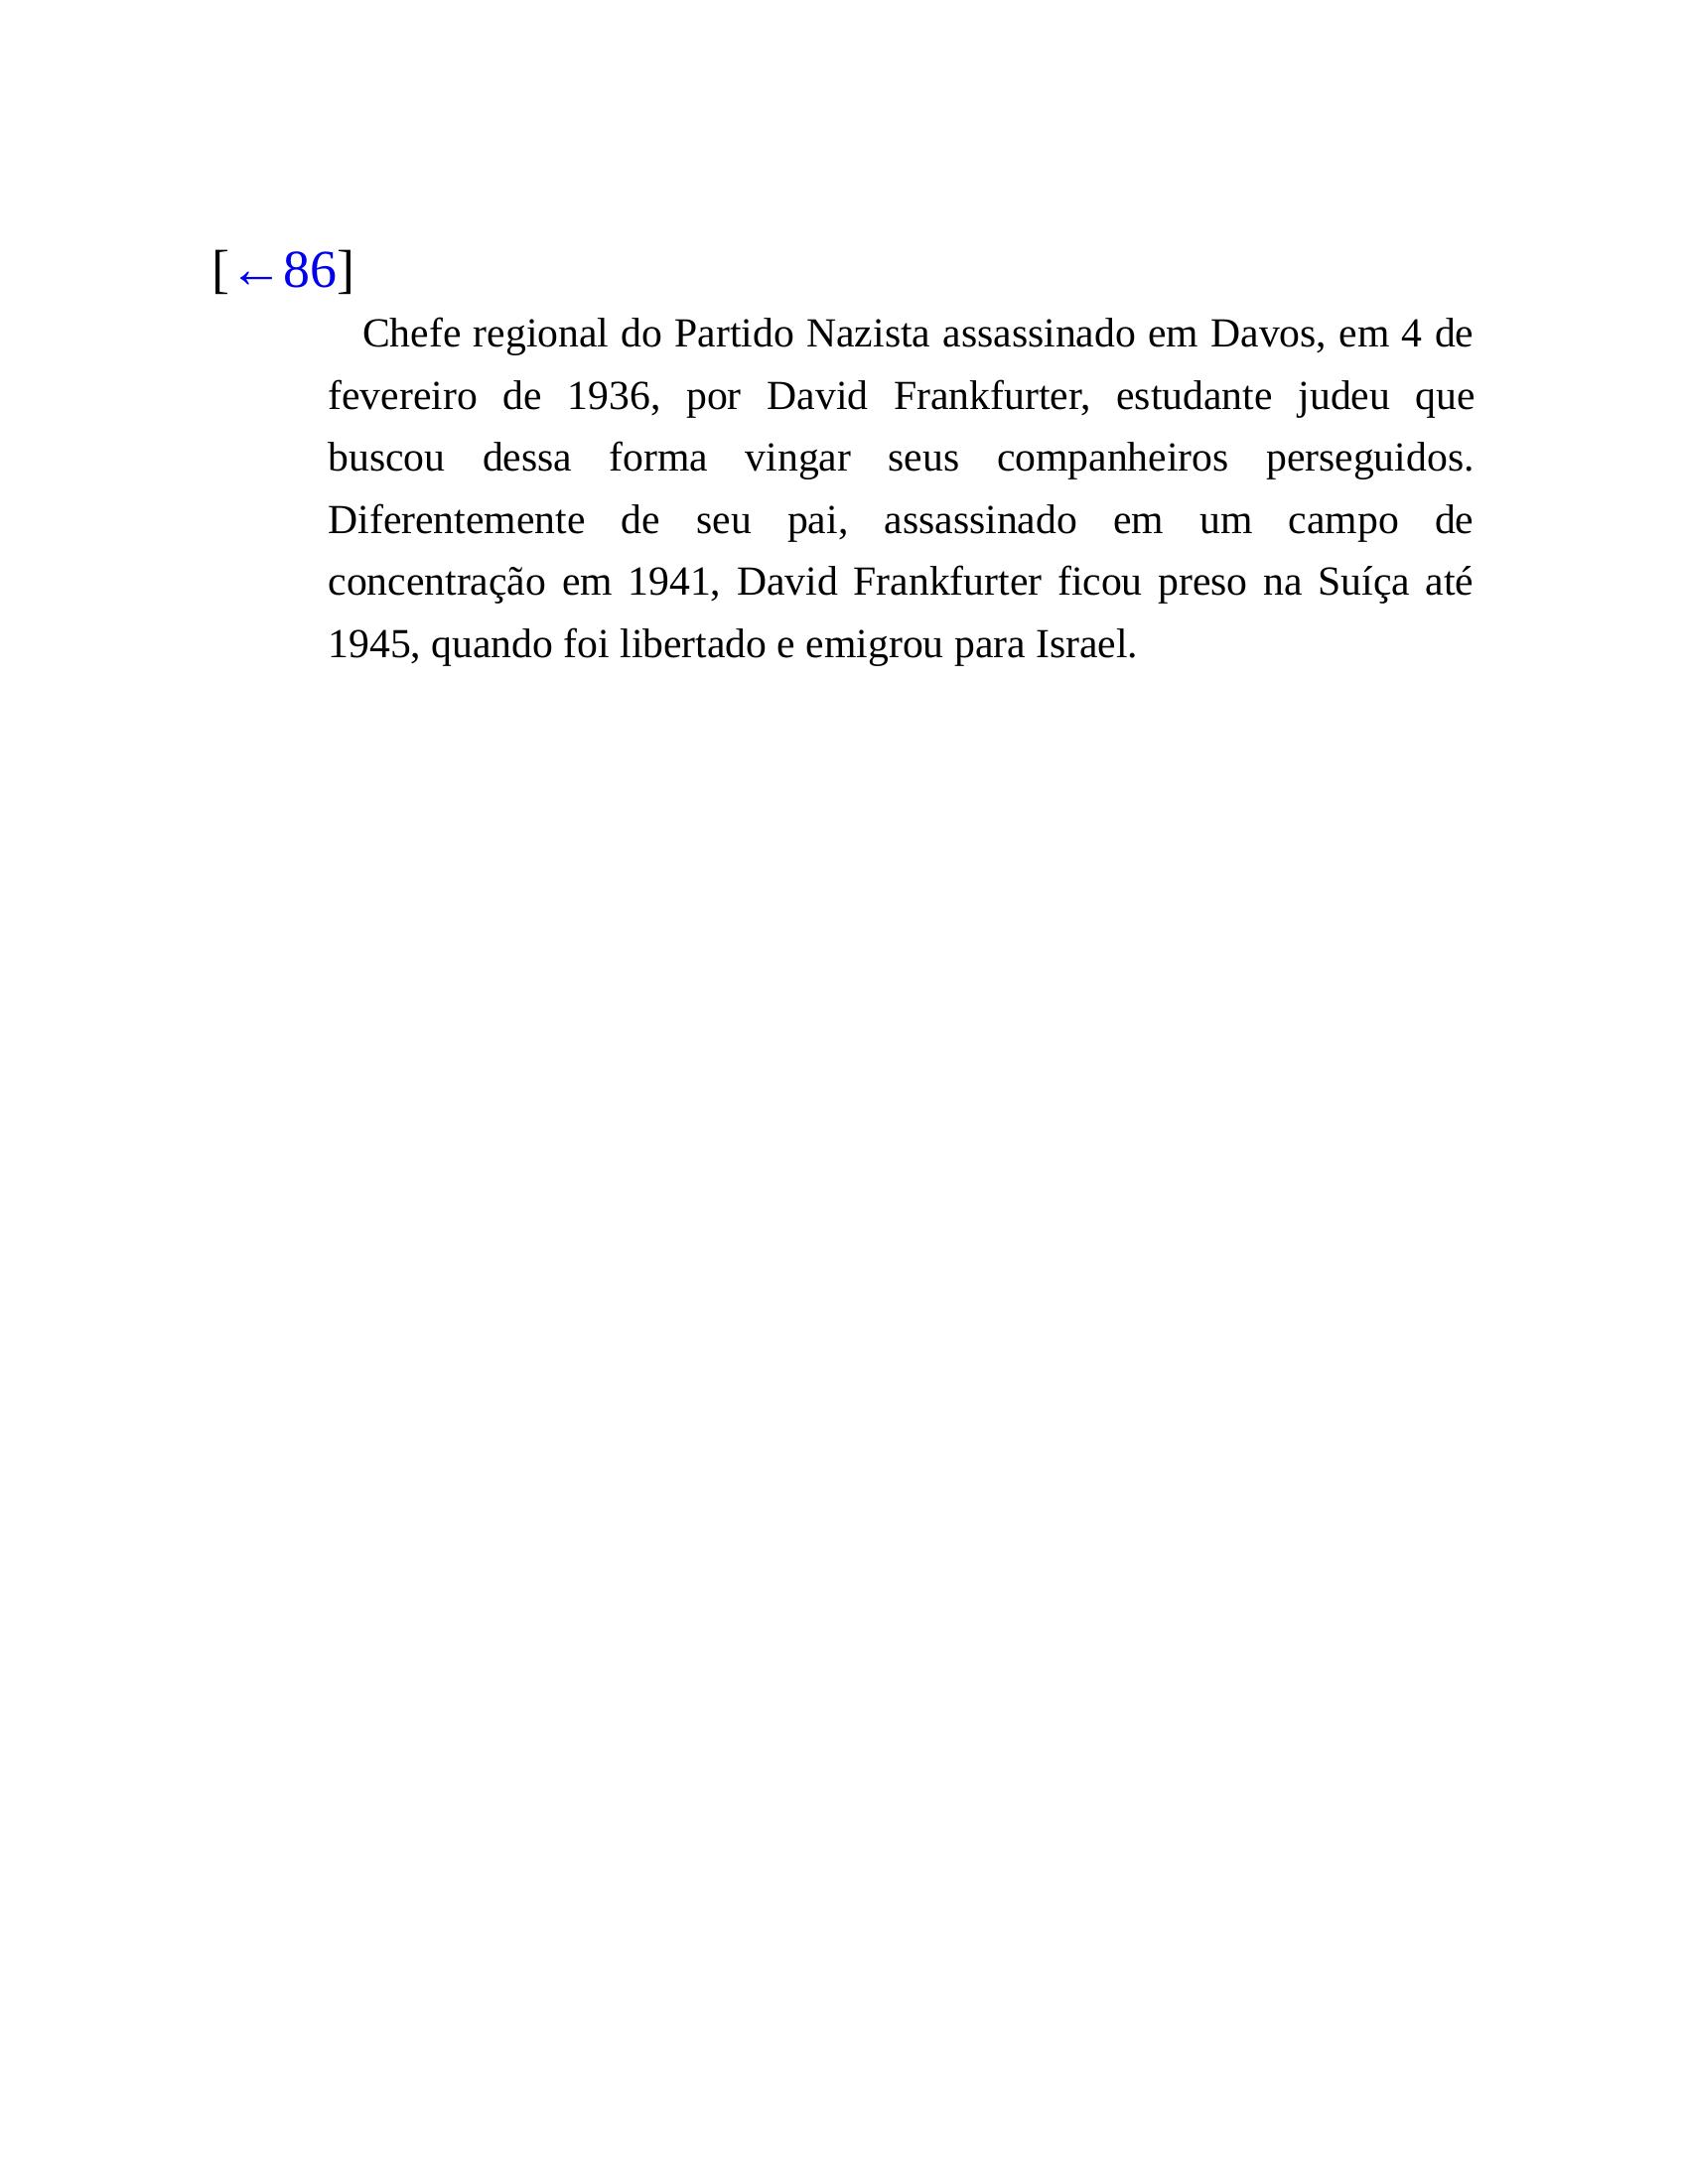 [←86]
Chefe regional do Partido Nazista assassinado em Davos, em 4 de
fevereiro de 1936, por David Frankfurter, estudante judeu que
buscou dessa forma vingar seus companheiros perseguidos.
Diferentemente de seu pai, assassinado em um campo de
concentração em 1941, David Frankfurter ficou preso na Suíça até
1945, quando foi libertado e emigrou para Israel.